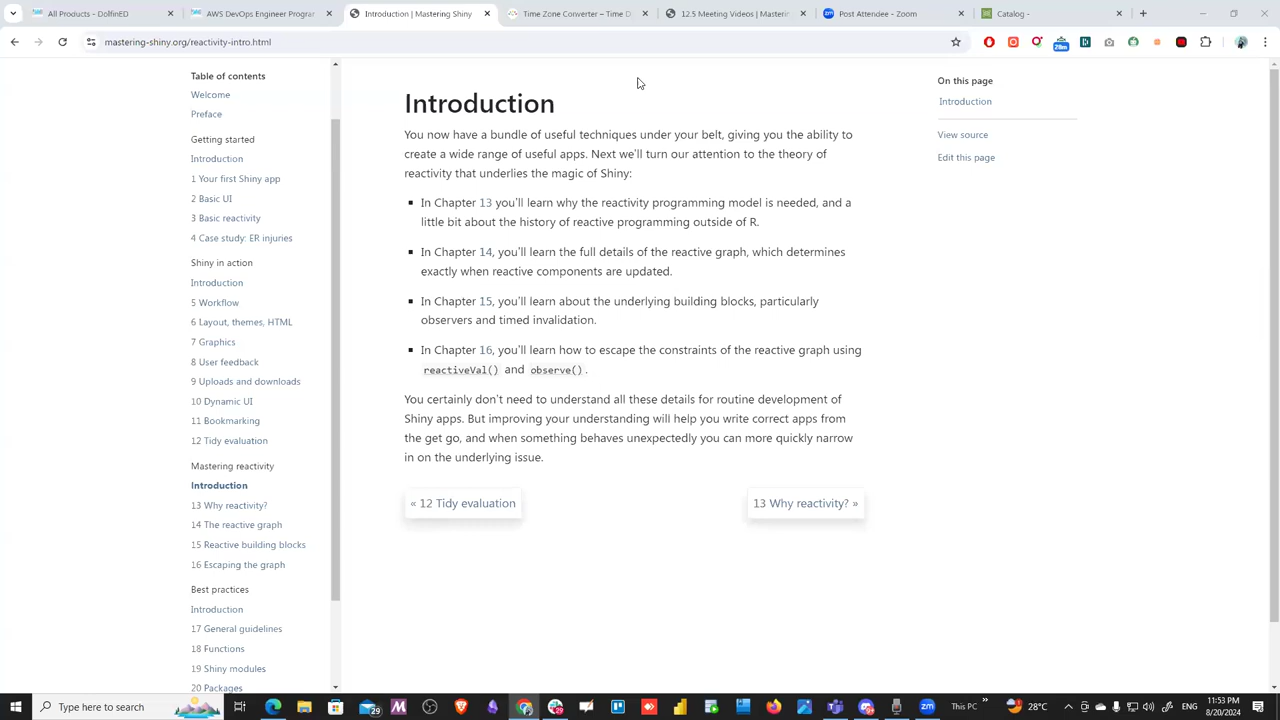 All Products - DolfinED
AWS DevOps Engineer Progra
Introduction | Mastering Shiny
Time Zone Converter – Time D
12.5 Meeting Videos | Masterin
Post Attendee - Zoom
Catalog -
mastering-shiny.org/reactivity-intro.html
Table of contents
Welcome
Preface
Getting started
Introduction
1 Your first Shiny app
2 Basic UI
3 Basic reactivity
4 Case study: ER injuries
Shiny in action
Introduction
5 Workflow
6 Layout, themes, HTML
7 Graphics
8 User feedback
9 Uploads and downloads
10 Dynamic UI
11 Bookmarking
12 Tidy evaluation
Mastering reactivity
Introduction
13 Why reactivity?
14 The reactive graph
15 Reactive building blocks
16 Escaping the graph
Best practices
Introduction
17 General guidelines
18 Functions
19 Shiny modules
20 Packages
Introduction
You now have a bundle of useful techniques under your belt, giving you the ability to
create a wide range of useful apps. Next we'll turn our attention to the theory of
reactivity that underlies the magic of Shiny:
In Chapter 13 you'll learn why the reactivity programming model is needed, and a
little bit about the history of reactive programming outside of R.
In Chapter 14, you'll learn the full details of the reactive graph, which determines
exactly when reactive components are updated.
In Chapter 15, you'll learn about the underlying building blocks, particularly
observers and timed invalidation.
In Chapter 16, you'll learn how to escape the constraints of the reactive graph using
reactiveVal() and observe().
You certainly don't need to understand all these details for routine development of
Shiny apps. But improving your understanding will help you write correct apps from
the get go, and when something behaves unexpectedly you can more quickly narrow
in on the underlying issue.
« 12 Tidy evaluation
13 Why reactivity? »
On this page
Introduction
View source
Edit this page
Type here to search
29
zm
This PC
28°C
11:53 PM
8/20/2024